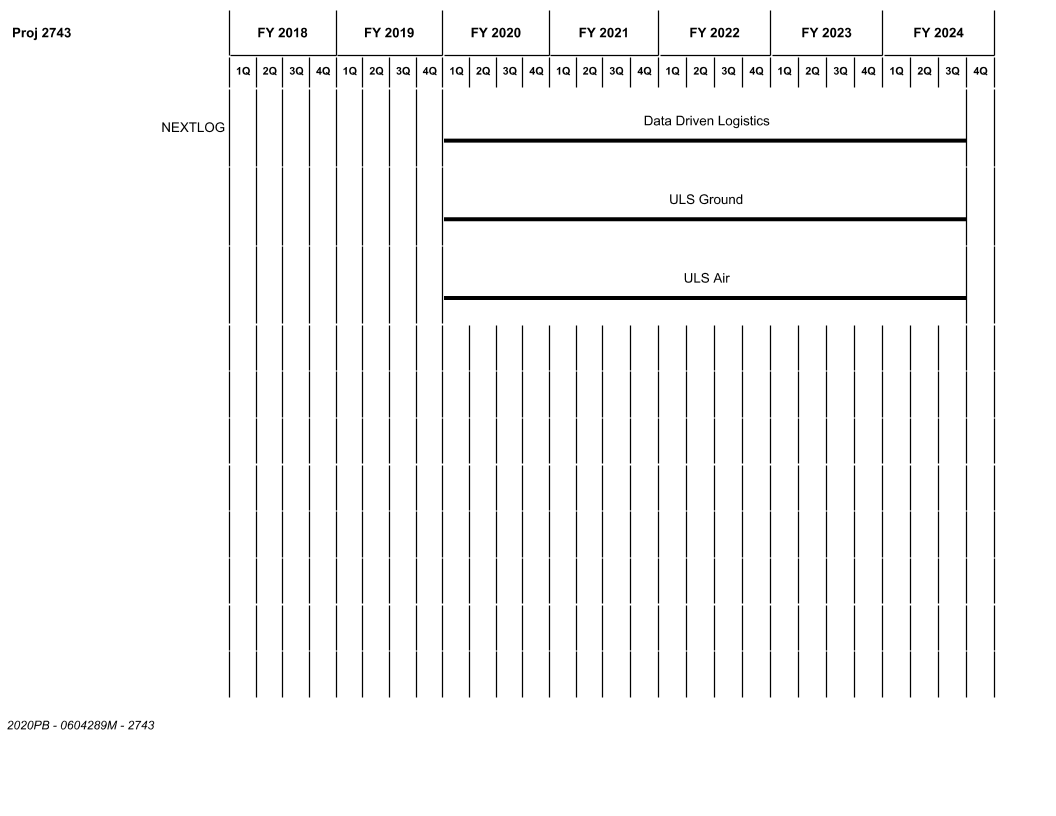 Proj 2743 FY 2018 FY 2019 FY 2020 FY 2021 FY 2022 FY 2023 FY 2024
1Q 2Q 3Q 4Q 1Q 2Q 3Q 4Q 1Q 2Q 3Q 4Q 1Q 2Q 3Q 4Q 1Q 2Q 3Q 4Q 1Q 2Q 3Q 4Q 1Q 2Q 3Q 4Q
Data Driven Logistics
NEXTLOG
ULS Ground
ULS Air
2020PB - 0604289M - 2743